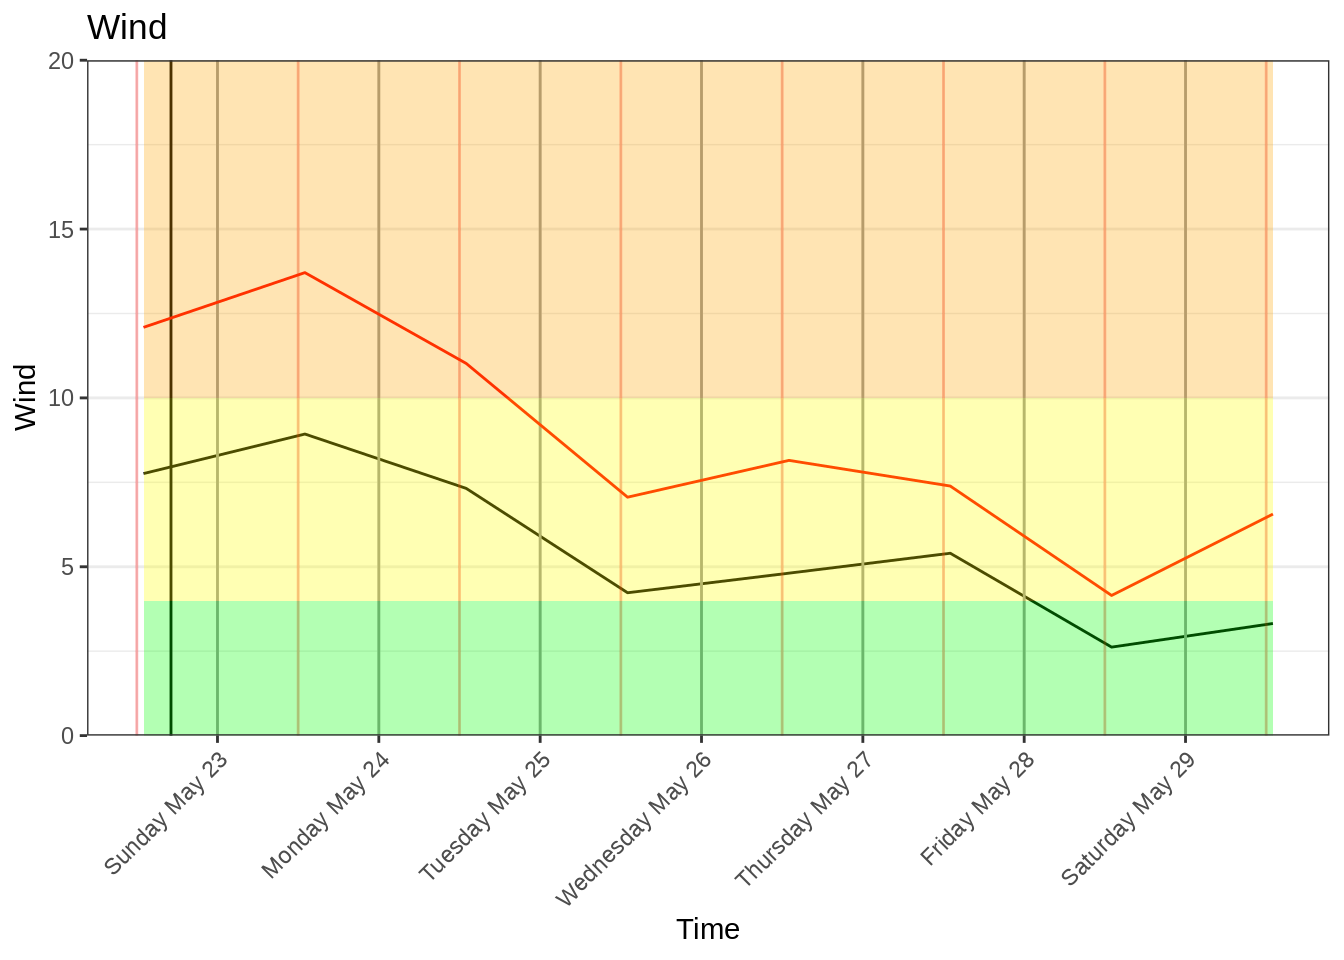 Wind
20
15
10
5
0
Wind
Sunday May 23
Monday May 24
Tuesday May 25
Wednesday May 26
Thursday May 27
Friday May 28
Saturday May 29
Time